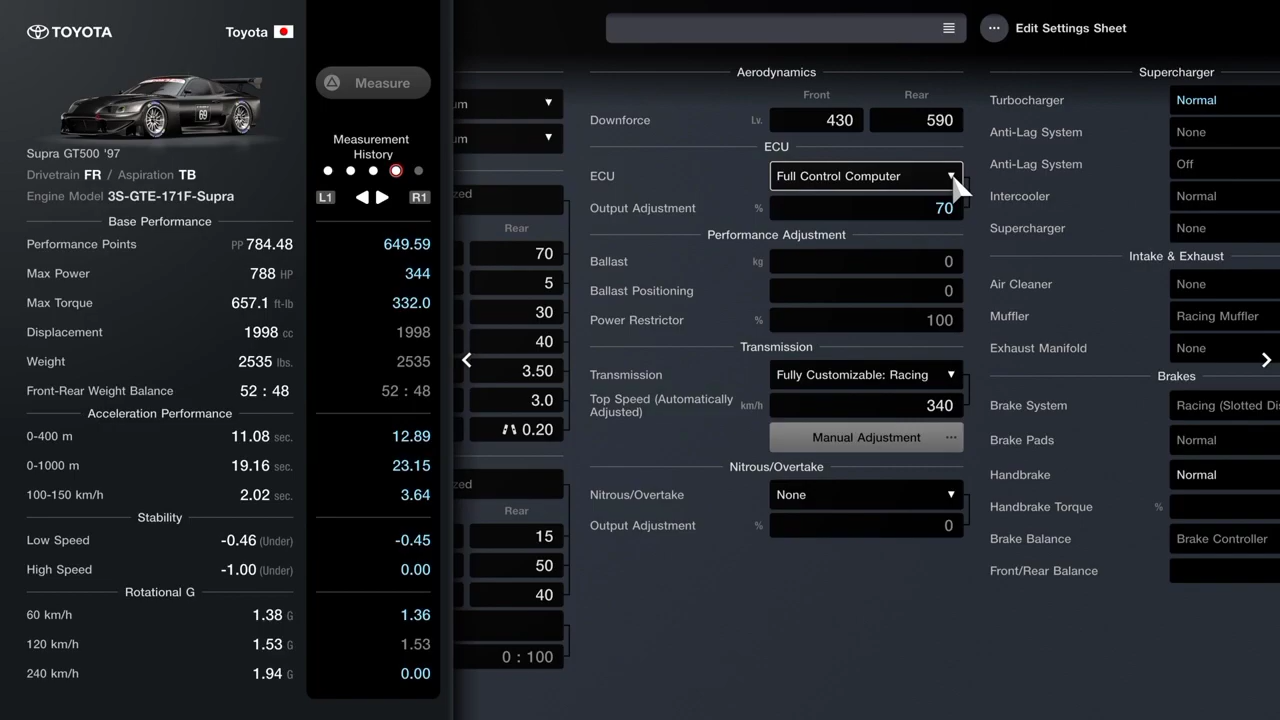 TOYOTA
Toyota
69
Supra GT500 '97
Drivetrain FR / Aspiration TB
Engine Model 3S-GTE-171F-Supra
Base Performance
Performance Points PP 784.48
Max Power 788 HP
Max Torque 657.1 ft-lb
Displacement 1998 cc
Weight 2535 lbs.
Front-Rear Weight Balance 52 : 48
Acceleration Performance
0-400 m 11.08 sec.
0-1000 m 19.16 sec.
100-150 km/h 2.02 sec.
Stability
Low Speed -0.46 (Under)
High Speed -1.00 (Under)
Rotational G
60 km/h 1.38 G
120 km/h 1.53 G
240 km/h 1.94 G
Measure
Measurement
History
L1 R1
649.59
344
332.0
1998
2535
52 : 48
12.89
23.15
3.64
-0.45
0.00
1.36
1.53
0.00
um
um
zed
Rear
70
5
30
40
3.50
3.0
0.20
zed
Rear
15
50
40
0 : 100
Edit Settings Sheet
Aerodynamics
Front Rear
Downforce Lv. 430 590
ECU
ECU Full Control Computer
Output Adjustment % 70
Performance Adjustment
Ballast kg 0
Ballast Positioning 0
Power Restrictor % 100
Transmission
Transmission Fully Customizable: Racing
Top Speed (Automatically
Adjusted) km/h 340
Manual Adjustment ...
Nitrous/Overtake
Nitrous/Overtake None
Output Adjustment % 0
Supercharger
Turbocharger Normal
Anti-Lag System None
Anti-Lag System Off
Intercooler Normal
Supercharger None
Intake & Exhaust
Air Cleaner None
Muffler Racing Muffler
Exhaust Manifold None
Brakes
Brake System Racing (Slotted Di
Brake Pads Normal
Handbrake Normal
Handbrake Torque %
Brake Balance Brake Controller
Front/Rear Balance